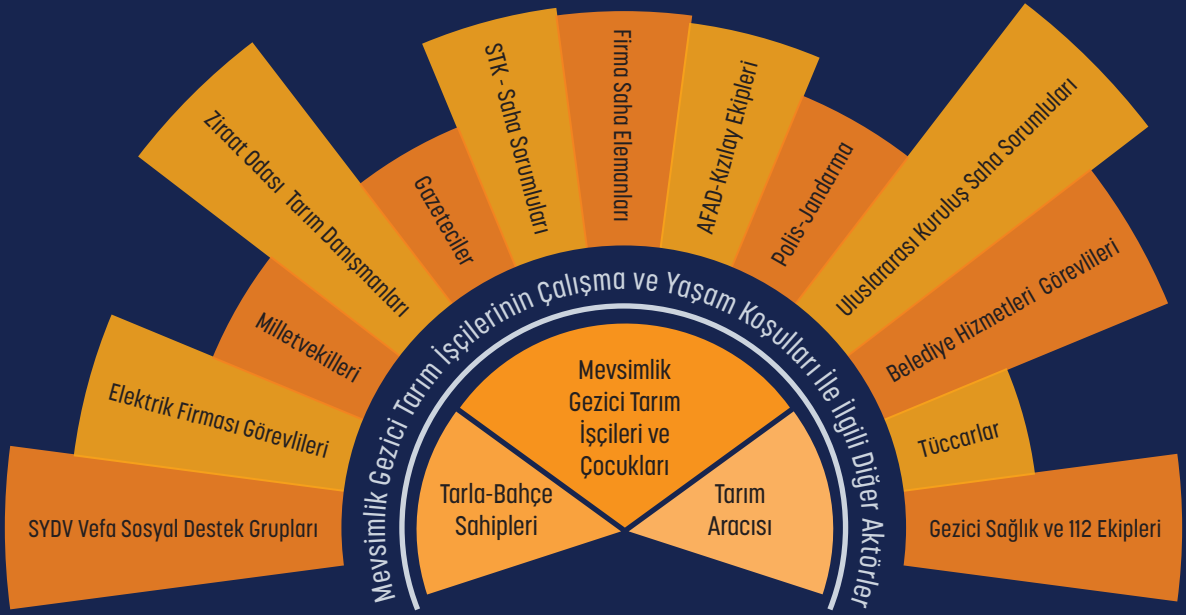 SYDV Vefa Sosyal Destek Grupları
Elektrik Firması Görevlileri
Milletvekilleri
Ziraat Odası Tarım Danışmanları
Gazeteciler
STK - Saha Sorumluları
Firma Saha Elemanları
AFAD-Kızılay Ekipleri
Polis-Jandarma
Uluslararası Kuruluş Saha Sorumluları
Belediye Hizmetleri Görevlileri
Tüccarlar
Gezici Sağlık ve 112 Ekipleri
Mevsimlik Gezici Tarım İşçilerinin Çalışma ve Yaşam Koşulları İle İlgili Diğer Aktörler
Mevsimlik
Gezici Tarım
İşçileri ve
Çocukları
Tarla-Bahçe
Sahipleri
Tarım
Aracısı